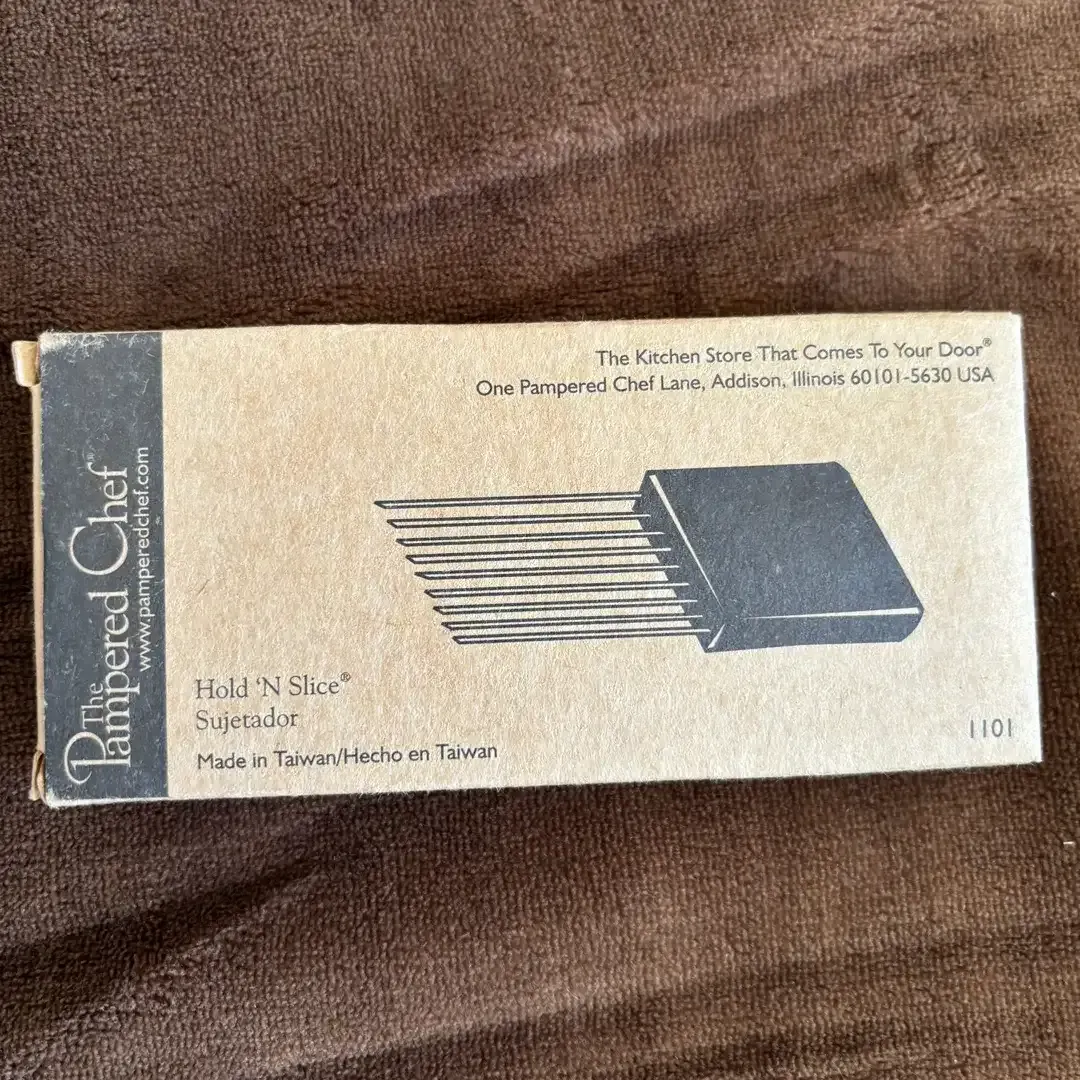 The Kitchen Store That Comes To Your Door®
One Pampered Chef Lane, Addison, Illinois 60101-5630 USA
The
Pampered Chef®
www.pamperedchef.com
Hold ‘N Slice®
Sujetador
Made in Taiwan/Hecho en Taiwan
1101